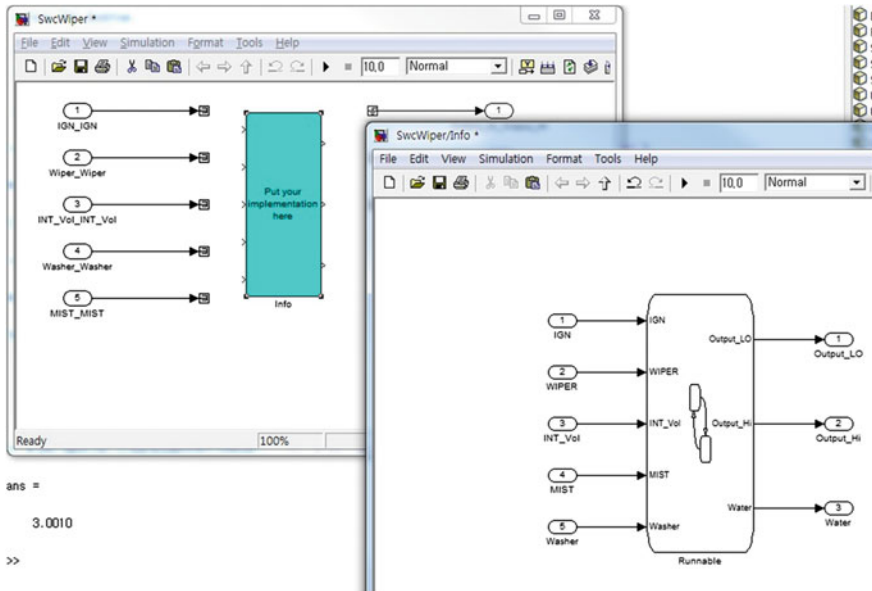 SwcWiper *
File Edit View Simulation Format Tools Help
10,0 Normal
1
IGN_IGN
2
Wiper_Wiper
3
INT_Vol_INT_Vol
4
Washer_Washer
5
MIST_MIST
Put your
implementation
here
Info
1
Ready 100%
ans =
3.0010
>>
SwcWiper/Info *
File Edit View Simulation Format Tools Help
10,0 Normal
1
IGN
2
WIPER
3
INT_Vol
4
MIST
5
Washer
IGN
WIPER
INT_Vol
MIST
Washer
Output_LO
Output_Hi
Water
Runnable
1
Output_LO
2
Output_Hi
3
Water